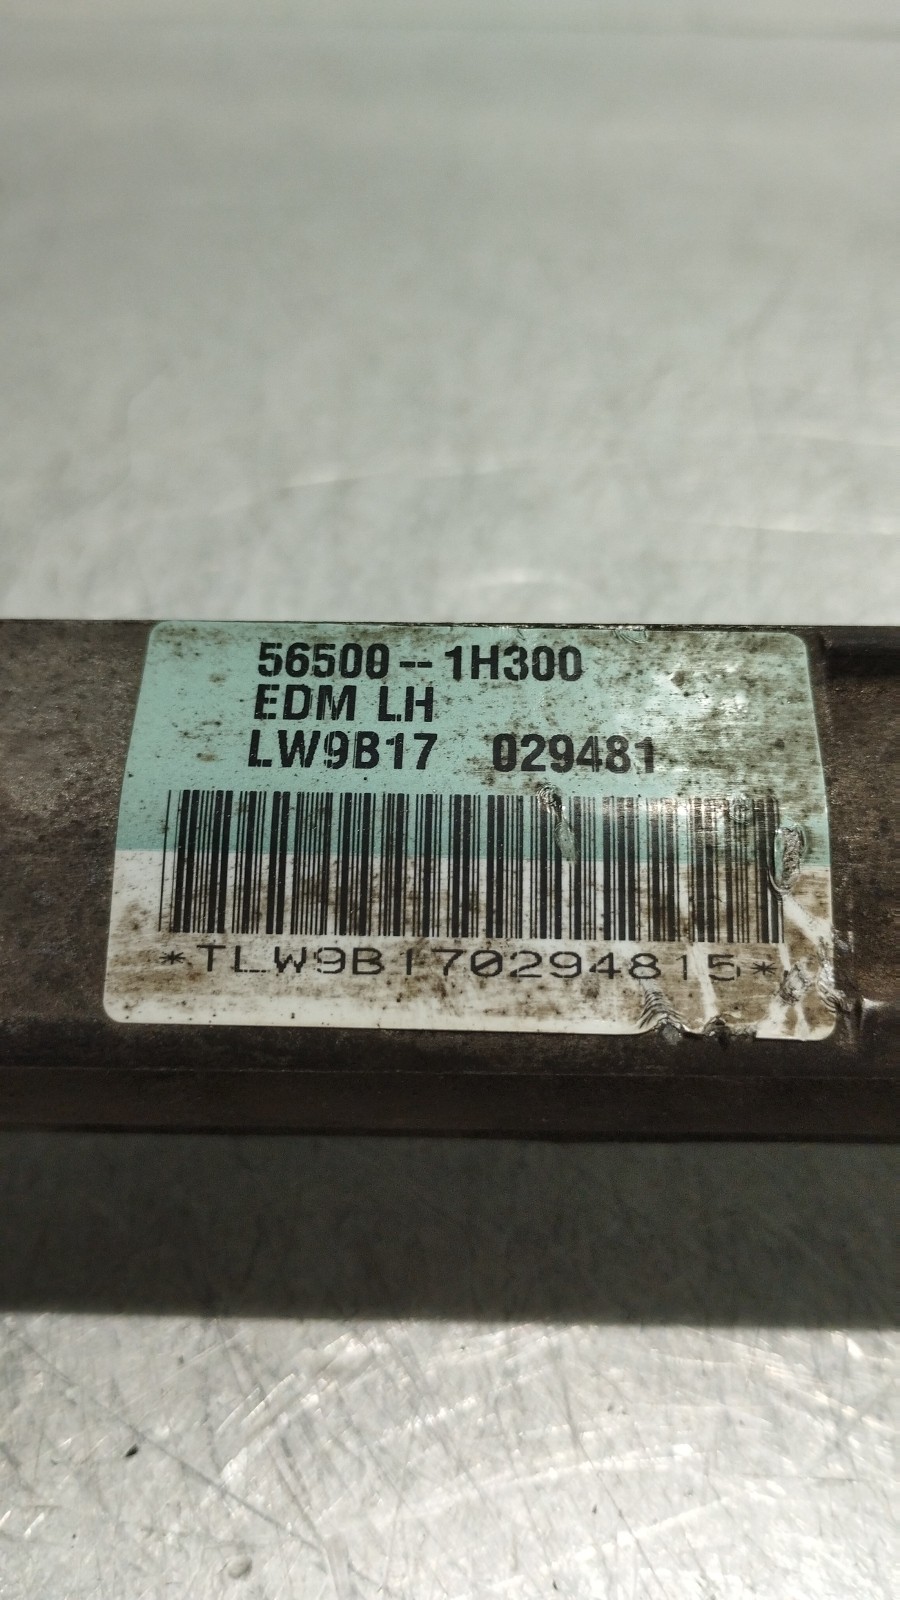 56500--1H300
EDM LH
LW9B17 029481
*TLW9B170294815*